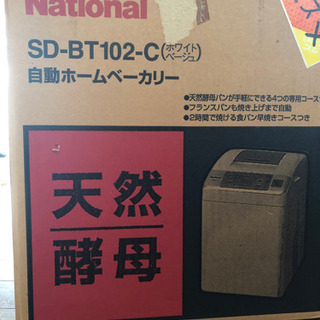 National
SD-BT102-C(ホワイトベージュ)
自動ホームベーカリー
●天然酵母パンが手軽にできる4つの専用コース
●フランスパンも焼き上げまで自動
●2時間で焼ける食パン早焼きコースつき
天然
酵母